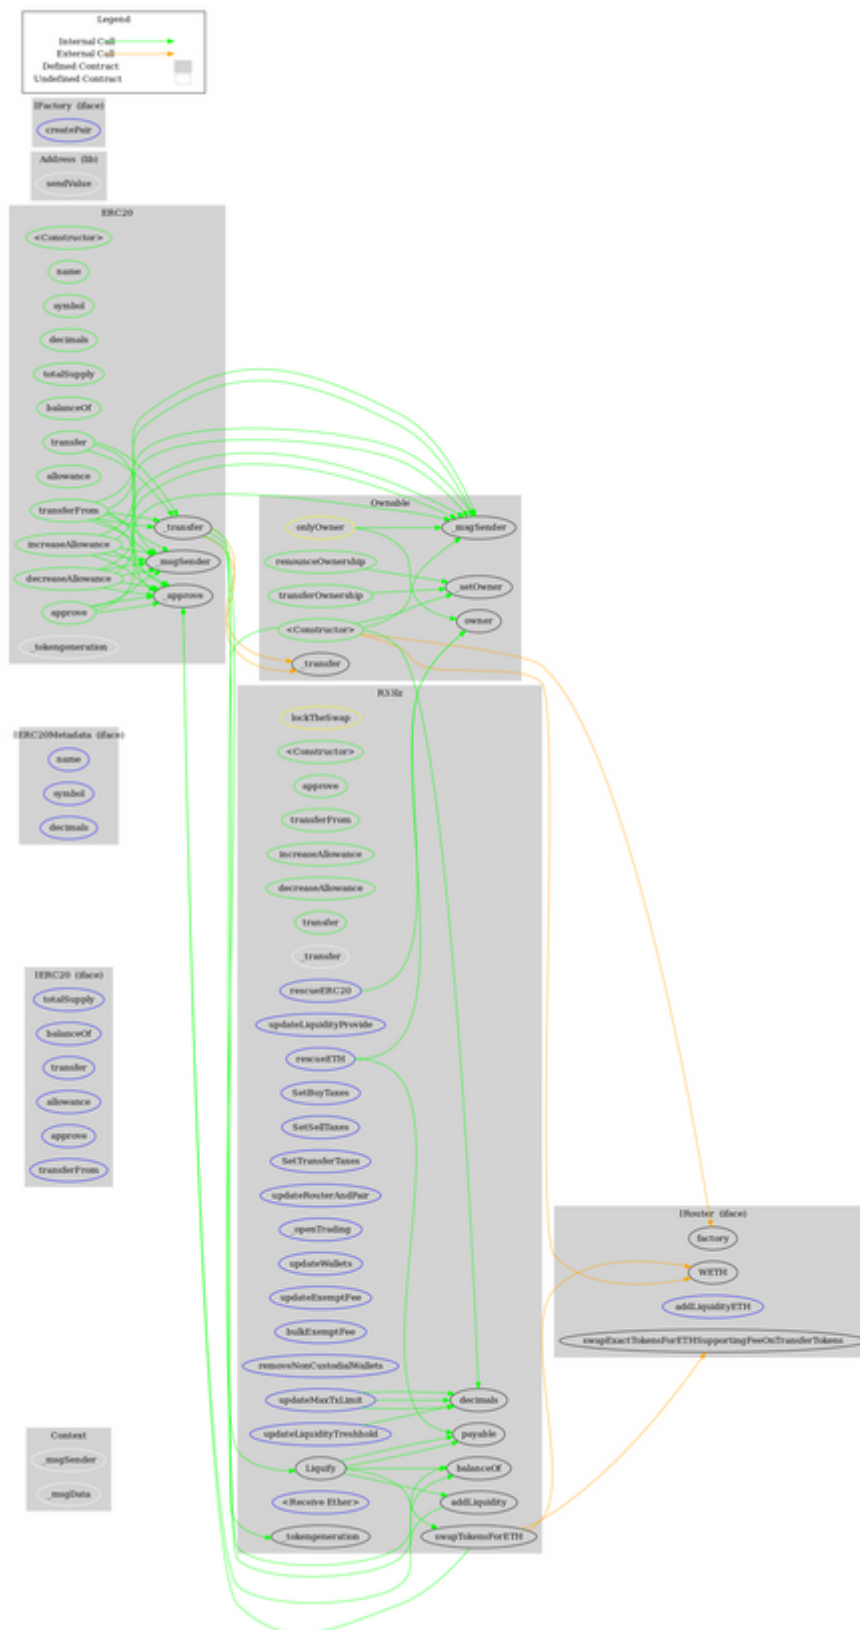 Legend
Internal Call
External Call
Defined Contract
Undefined Contract
IFactory (iface)
createPair
Address (lib)
sendValue
ERC20
<Constructor>
name
symbol
decimals
totalSupply
balanceOf
transfer
allowance
transferFrom
increaseAllowance
decreaseAllowance
approve
_tokengeneration
_transfer
_msgSender
_approve
Ownable
onlyOwner
renounceOwnership
transferOwnership
<Constructor>
_transfer
_msgSender
_setOwner
owner
IERC20Metadata (iface)
name
symbol
decimals
IERC20 (iface)
totalSupply
balanceOf
transfer
allowance
approve
transferFrom
Context
_msgSender
_msgData
lockTheSwap
<Constructor>
approve
transferFrom
increaseAllowance
decreaseAllowance
transfer
_transfer
rescueERC20
updateLiquidityProvide
rescueETH
SetBuyTaxes
SetSellTaxes
SetTransferTaxes
updateRouterAndPair
_openTrading
updateWallets
updateExemptFee
bulkExemptFee
removeNonCustodialWallets
updateMaxTxLimit
updateLiquidityTreshhold
Liquify
<Receive Ether>
_tokengeneration
decimals
payable
balanceOf
addLiquidity
swapTokensForETH
IRouter (iface)
factory
WETH
addLiquidityETH
swapExactTokensForETHSupportingFeeOnTransferTokens